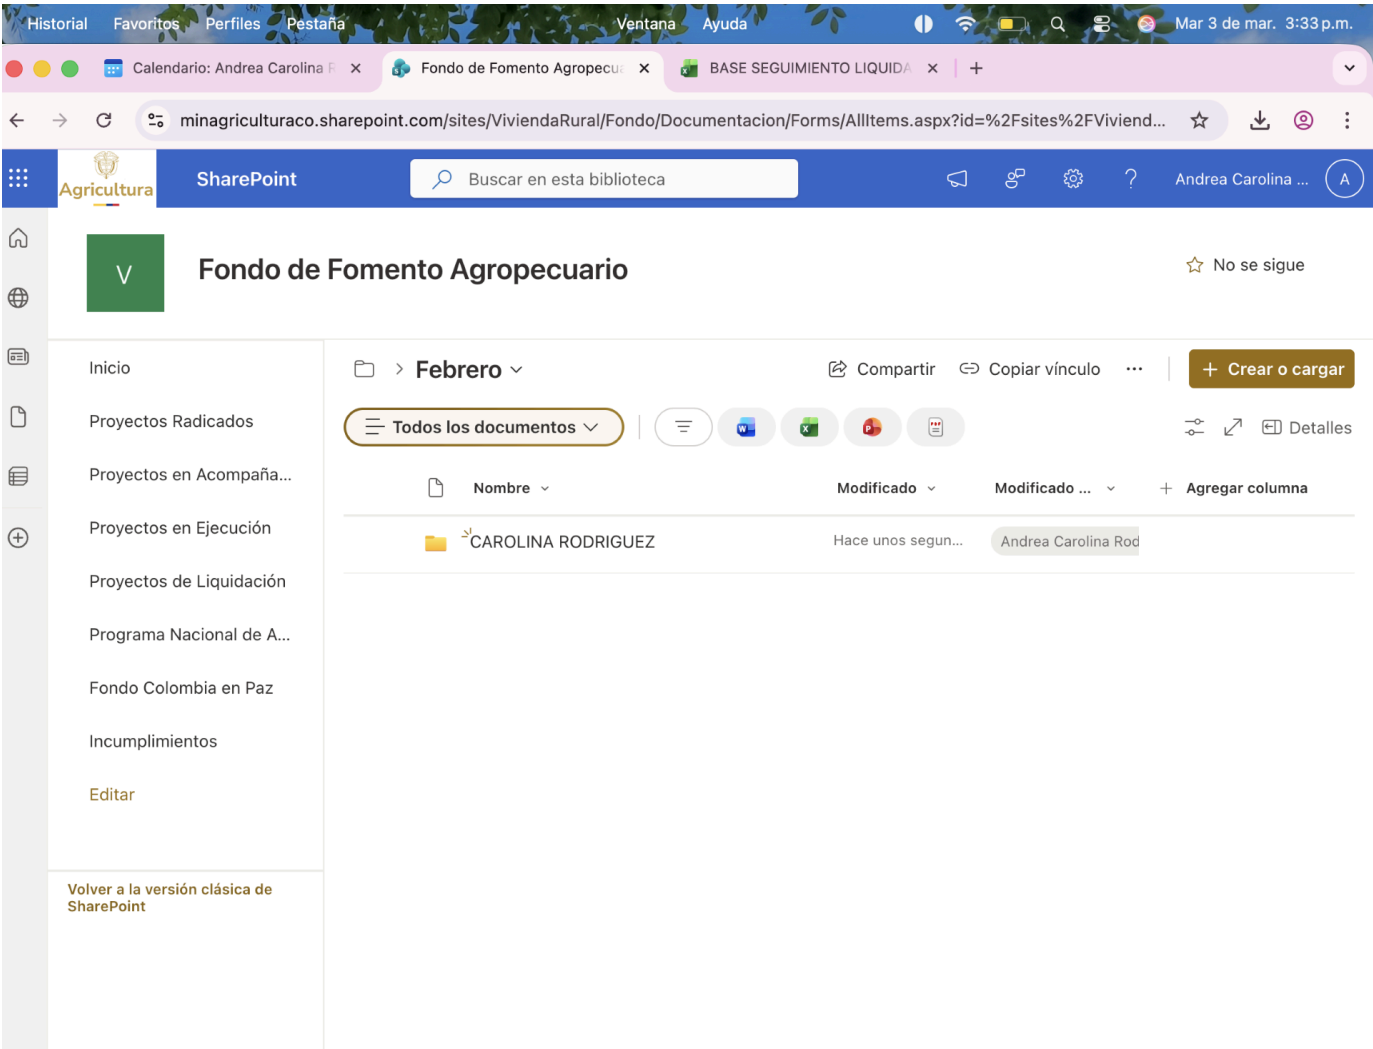 Historial Favoritos Perfiles Pestaña Ventana Ayuda Mar 3 de mar. 3:33 p.m.
Calendario: Andrea Carolina R Fondo de Fomento Agropecua BASE SEGUIMIENTO LIQUIDA
minagriculturaco.sharepoint.com/sites/ViviendaRural/Fondo/Documentacion/Forms/AllItems.aspx?id=%2Fsites%2FViviend...
Agricultura SharePoint Buscar en esta biblioteca ? Andrea Carolina ... A
V Fondo de Fomento Agropecuario No se sigue
Inicio
Proyectos Radicados
Proyectos en Acompaña...
Proyectos en Ejecución
Proyectos de Liquidación
Programa Nacional de A...
Fondo Colombia en Paz
Incumplimientos
Editar
Volver a la versión clásica de
SharePoint
> Febrero Compartir Copiar vínculo ... + Crear o cargar
Todos los documentos Detalles
Nombre Modificado Modificado ... + Agregar columna
CAROLINA RODRIGUEZ Hace unos segun... Andrea Carolina Rod